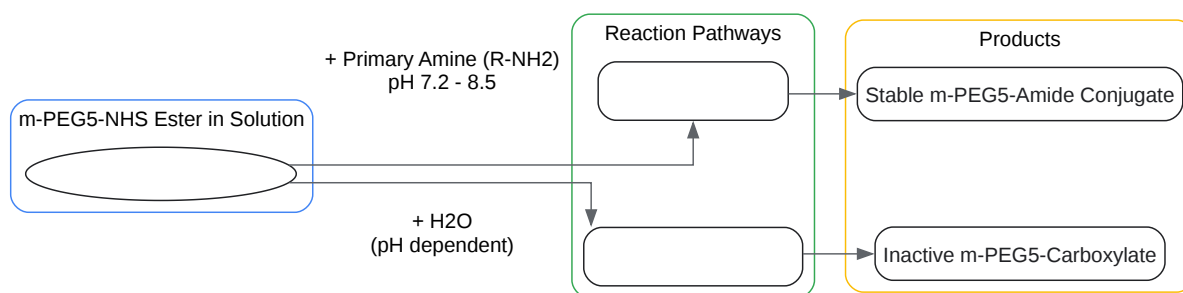 Reaction Pathways
Products
+ Primary Amine (R-NH2)
pH 7.2 - 8.5
Stable m-PEG5-Amide Conjugate
m-PEG5-NHS Ester in Solution
+ H2O
(pH dependent)
Inactive m-PEG5-Carboxylate